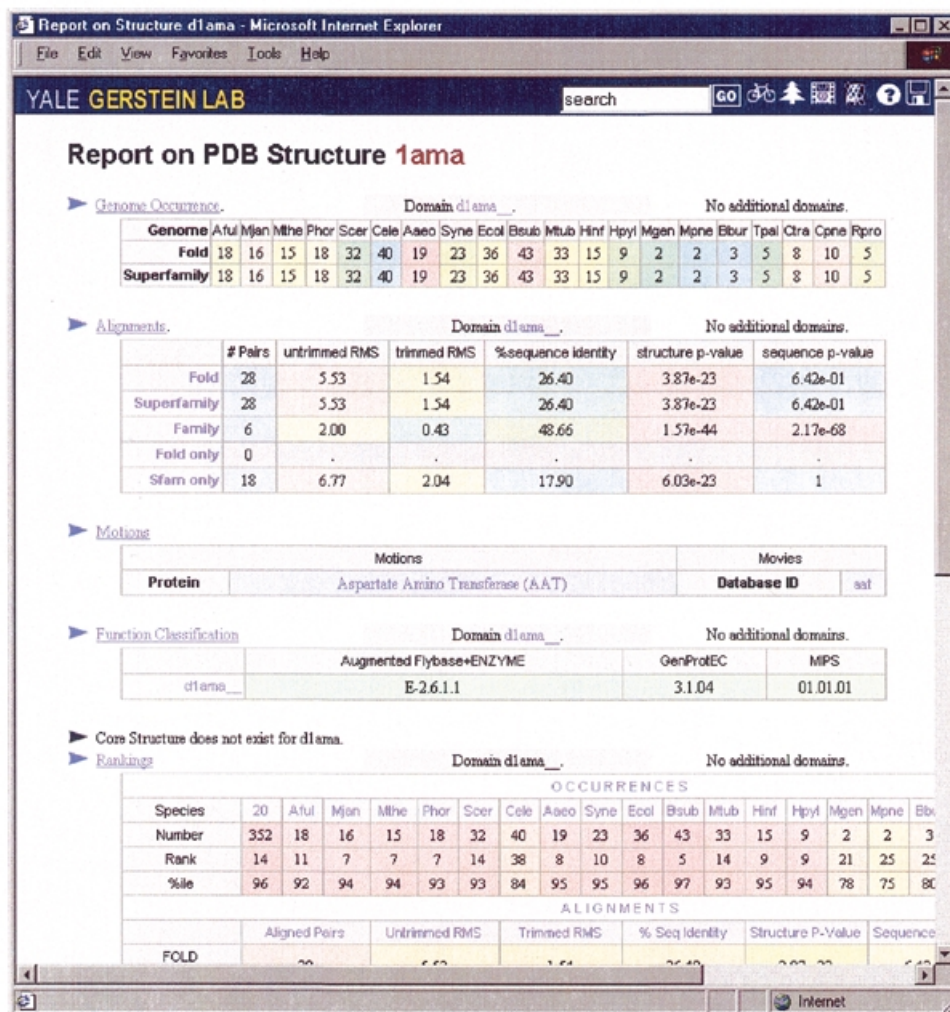 Report on Structure d1ama - Microsoft Internet Explorer
File Edit View Favorites Tools Help
YALE GERSTEIN LAB search GO
Report on PDB Structure 1ama
Genome Occurrence. Domain d1ama__. No additional domains.
Genome Aful Mjan Mthe Phor Scer Cele Aaeo Syne Ecol Bsub Mtub Hinf Hpyl Mgen Mpne Bbur Tpal Ctra Cpne Rpro
Fold 18 16 15 18 32 40 19 23 36 43 33 15 9 2 2 3 5 8 10 5
Superfamily 18 16 15 18 32 40 19 23 36 43 33 15 9 2 2 3 5 8 10 5
Alignments. Domain d1ama__. No additional domains.
# Pairs untrimmed RMS trimmed RMS %sequence identity structure p-value sequence p-value
Fold 28 5.53 1.54 26.40 3.87e-23 6.42e-01
Superfamily 28 5.53 1.54 26.40 3.87e-23 6.42e-01
Family 6 2.00 0.43 48.66 1.57e-44 2.17e-68
Fold only 0 . . . . .
Sfam only 18 6.77 2.04 17.90 6.03e-23 1
Motions
Motions Movies
Protein Aspartate Amino Transferase (AAT) Database ID aat
Function Classification Domain d1ama__. No additional domains.
Augmented Flybase+ENZYME GenProtEC MIPS
d1ama__ E-2.6.1.1 3.1.04 01.01.01
Core Structure does not exist for d1ama.
Rankings Domain d1ama__. No additional domains.
OCCURRENCES
Species 20 Aful Mjan Mthe Phor Scer Cele Aaeo Syne Ecol Bsub Mtub Hinf Hpyl Mgen Mpne
Number 352 18 16 15 18 32 40 19 23 36 43 33 15 9 2 2 3
Rank 14 11 7 7 7 14 38 8 10 8 5 14 9 9 21 25 25
%ile 96 92 94 94 93 93 84 95 95 96 97 93 95 94 78 75 80
ALIGNMENTS
Aligned Pairs Untrimmed RMS Trimmed RMS % Seq Identity Structure P-Value Sequence
FOLD
Internet